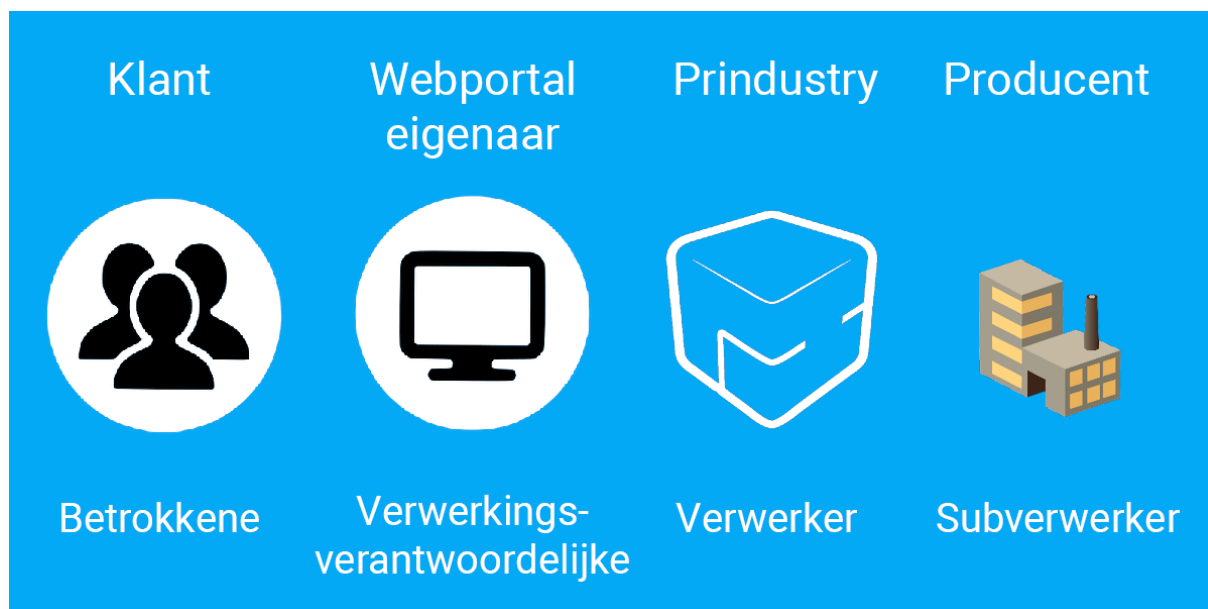 Klant
Webportal
eigenaar
Prindustry
Producent
Betrokkene
Verwerkings-
verantwoordelijke
Verwerker
Subverwerker